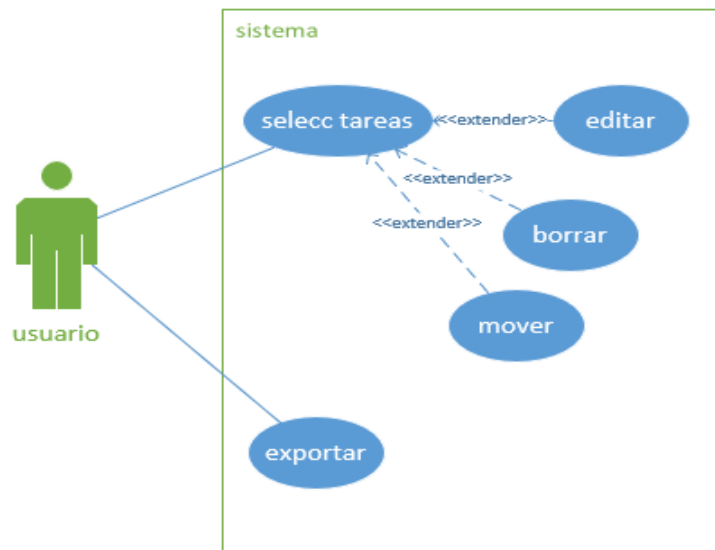 sistema
selecc tareas
<<extender>>
editar
<<extender>>
<<extender>>
borrar
mover
usuario
exportar